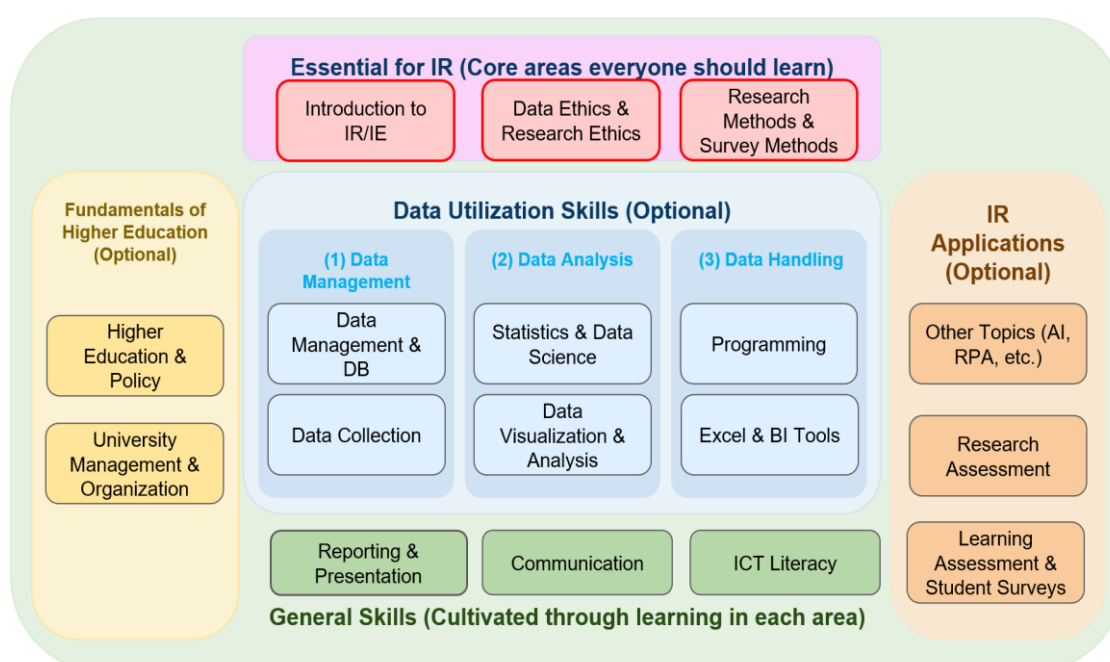 Essential for IR (Core areas everyone should learn)
Introduction to
IR/IE
Data Ethics &
Research Ethics
Research
Methods &
Survey Methods
Fundamentals of
Higher Education
(Optional)
Higher
Education &
Policy
University
Management &
Organization
Data Utilization Skills (Optional)
(1) Data
Management
Data
Management &
DB
Data Collection
(2) Data Analysis
Statistics & Data
Science
Data
Visualization &
Analysis
(3) Data Handling
Programming
Excel & BI Tools
IR
Applications
(Optional)
Other Topics (AI,
RPA, etc.)
Research
Assessment
Learning
Assessment &
Student Surveys
Reporting &
Presentation
Communication
ICT Literacy
General Skills (Cultivated through learning in each area)